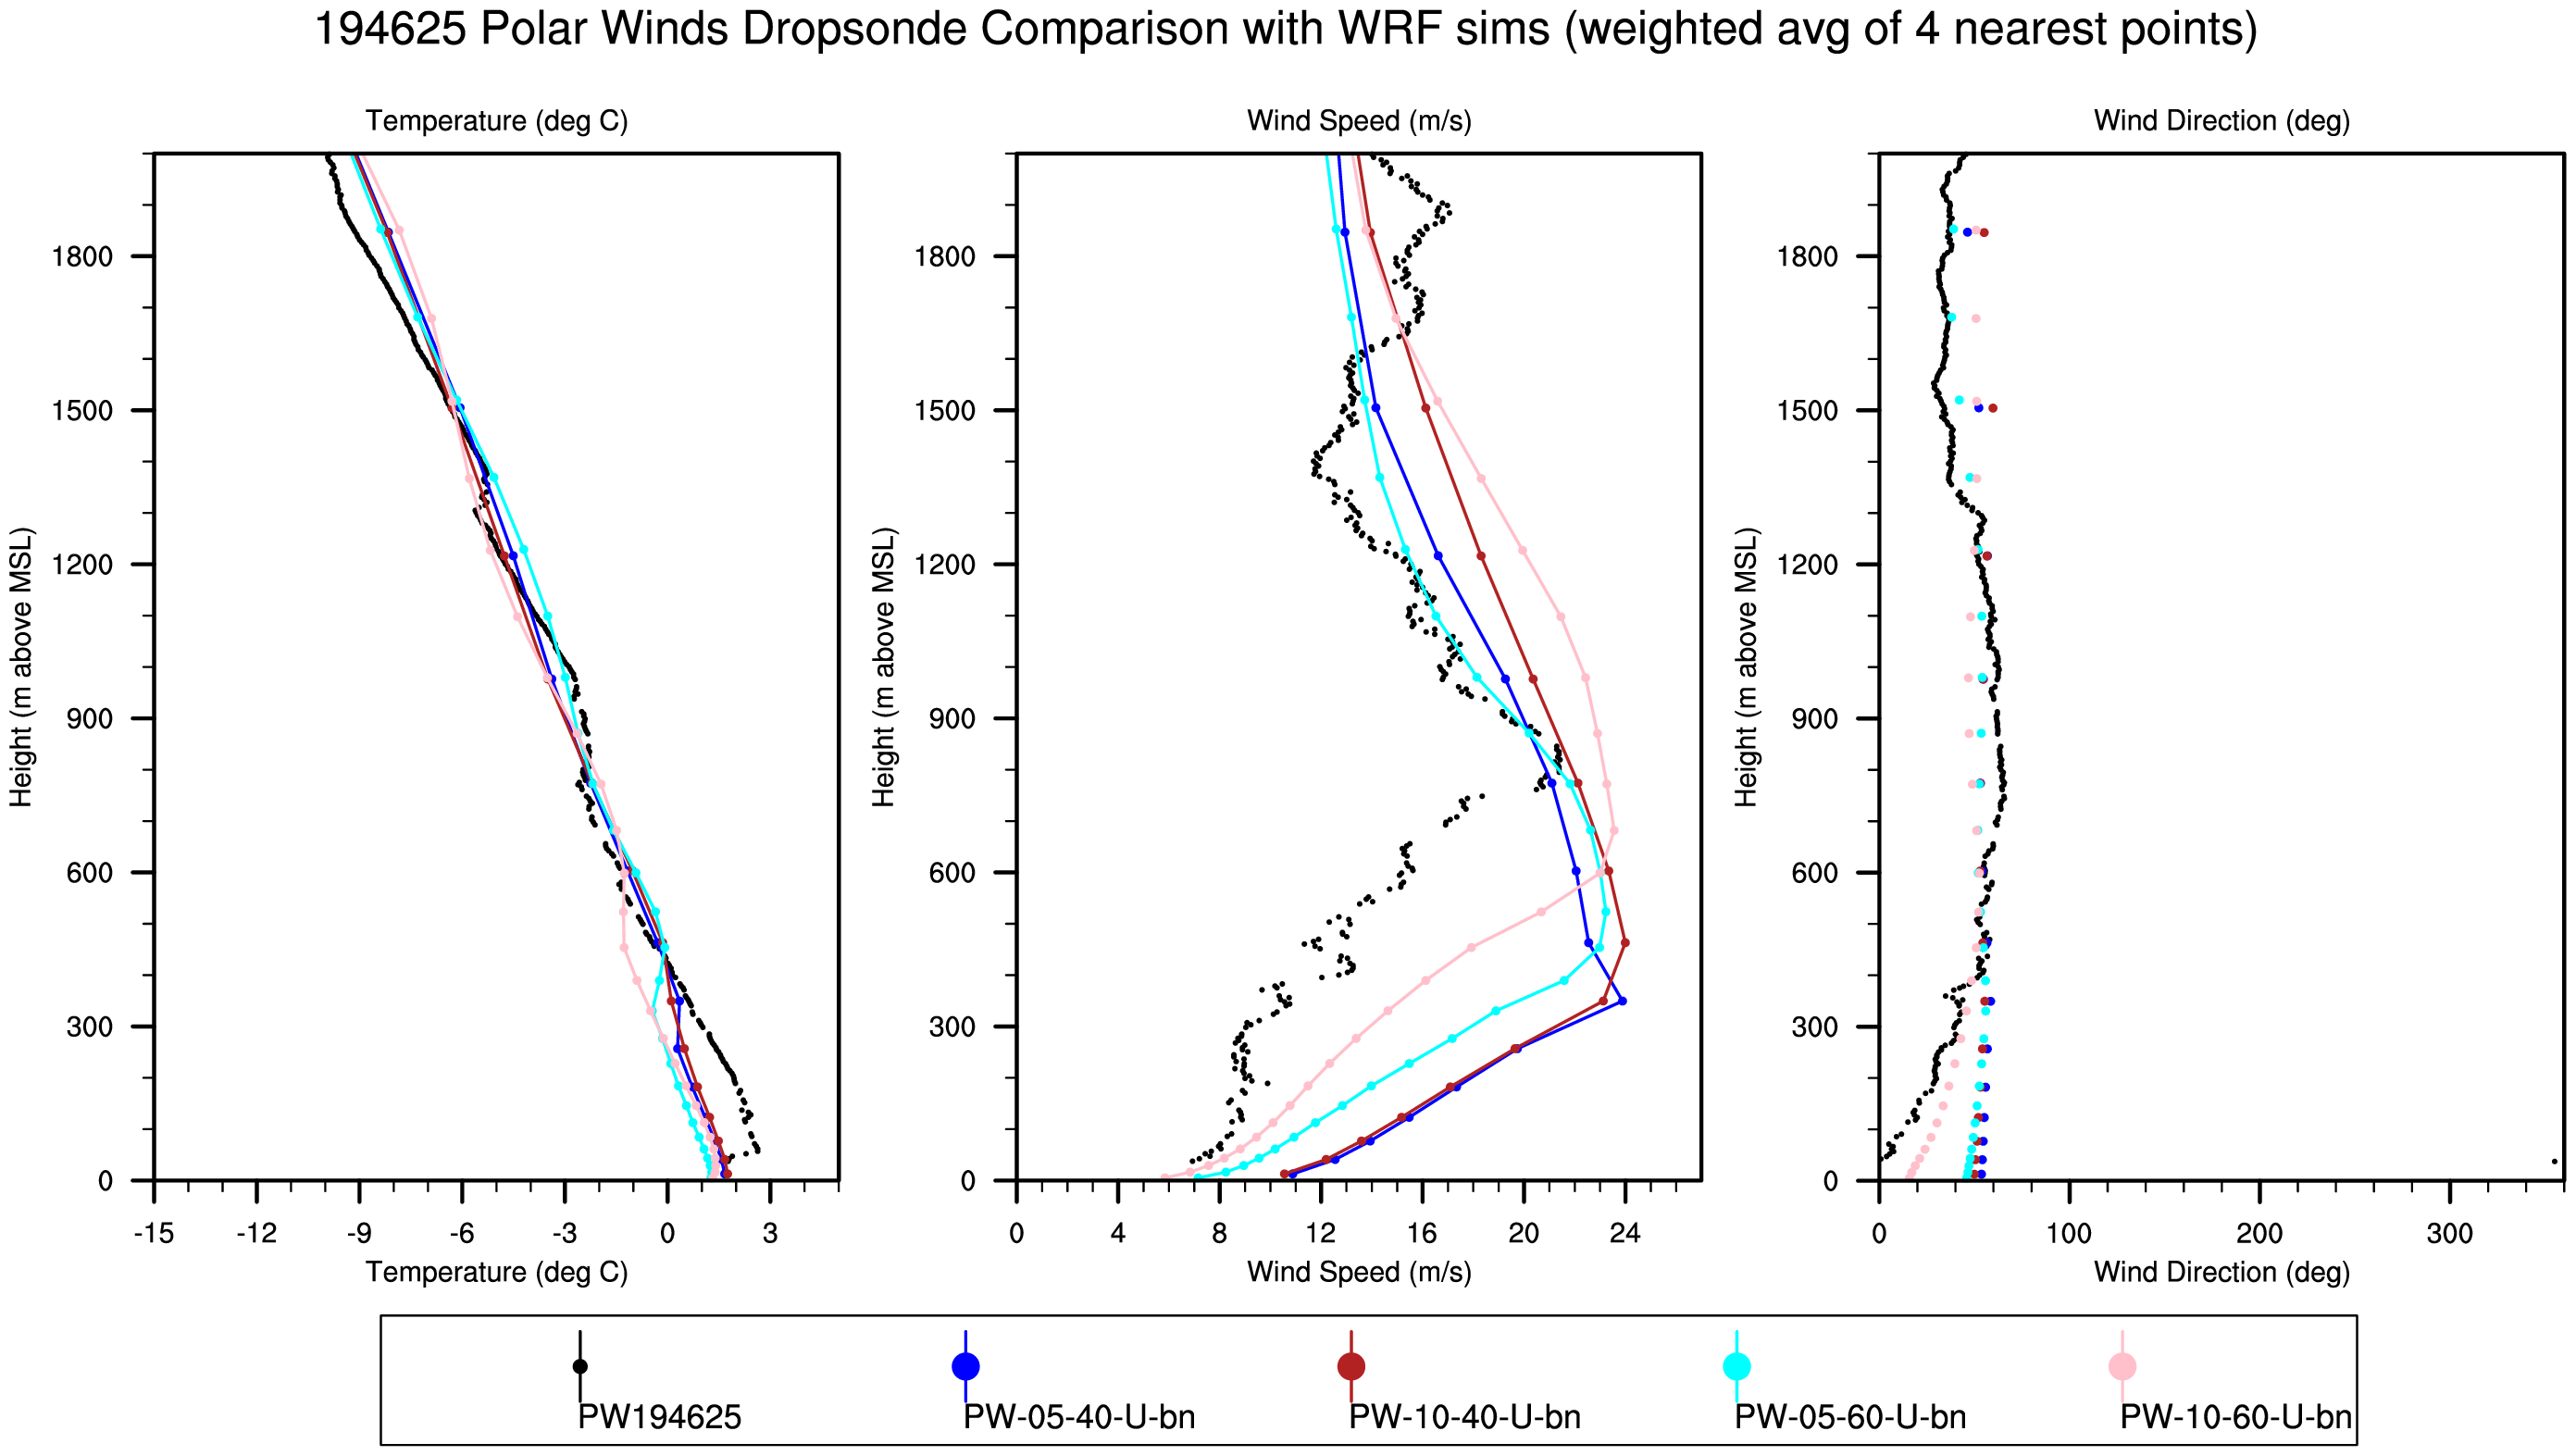 194625 Polar Winds Dropsonde Comparison with WRF sims (weighted avg of 4 nearest points)
Temperature (deg C)
Height (m above MSL)
1800
1500
1200
900
600
300
0
-15 -12 -9 -6 -3 0 3
Temperature (deg C)
Wind Speed (m/s)
Height (m above MSL)
1800
1500
1200
900
600
300
0
0 4 8 12 16 20 24
Wind Speed (m/s)
Wind Direction (deg)
Height (m above MSL)
1800
1500
1200
900
600
300
0
0 100 200 300
Wind Direction (deg)
PW194625 PW-05-40-U-bn PW-10-40-U-bn PW-05-60-U-bn PW-10-60-U-bn